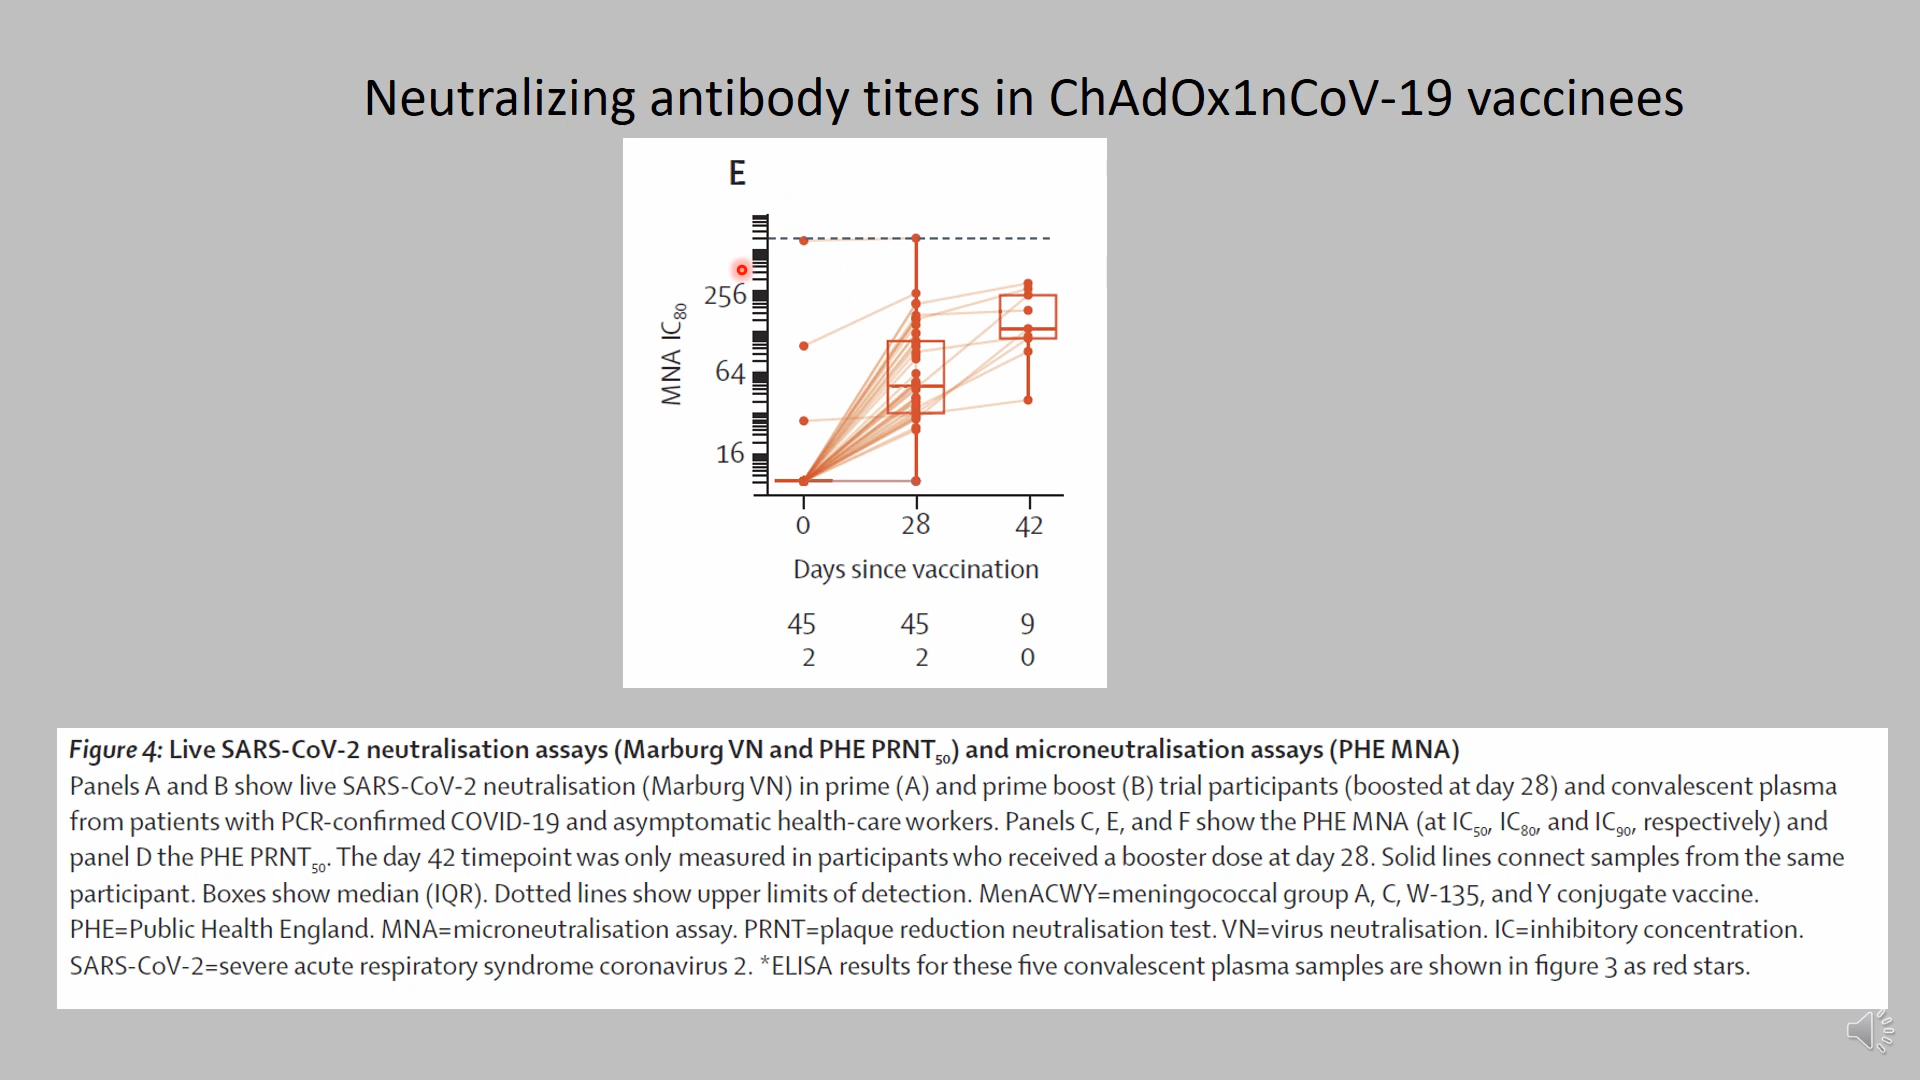 Neutralizing antibody titers in ChAdOx1nCoV-19 vaccinees
E
MNA IC80
256
64
16
0 28 42
Days since vaccination
45 45 9
2 2 0
Figure 4: Live SARS-CoV-2 neutralisation assays (Marburg VN and PHE PRNT50) and microneutralisation assays (PHE MNA)
Panels A and B show live SARS-CoV-2 neutralisation (Marburg VN) in prime (A) and prime boost (B) trial participants (boosted at day 28) and convalescent plasma
from patients with PCR-confirmed COVID-19 and asymptomatic health-care workers. Panels C, E, and F show the PHE MNA (at IC50, IC80, and IC90, respectively) and
panel D the PHE PRNT50. The day 42 timepoint was only measured in participants who received a booster dose at day 28. Solid lines connect samples from the same
participant. Boxes show median (IQR). Dotted lines show upper limits of detection. MenACWY=meningococcal group A, C, W-135, and Y conjugate vaccine.
PHE=Public Health England. MNA=microneutralisation assay. PRNT=plaque reduction neutralisation test. VN=virus neutralisation. IC=inhibitory concentration.
SARS-CoV-2=severe acute respiratory syndrome coronavirus 2. *ELISA results for these five convalescent plasma samples are shown in figure 3 as red stars.